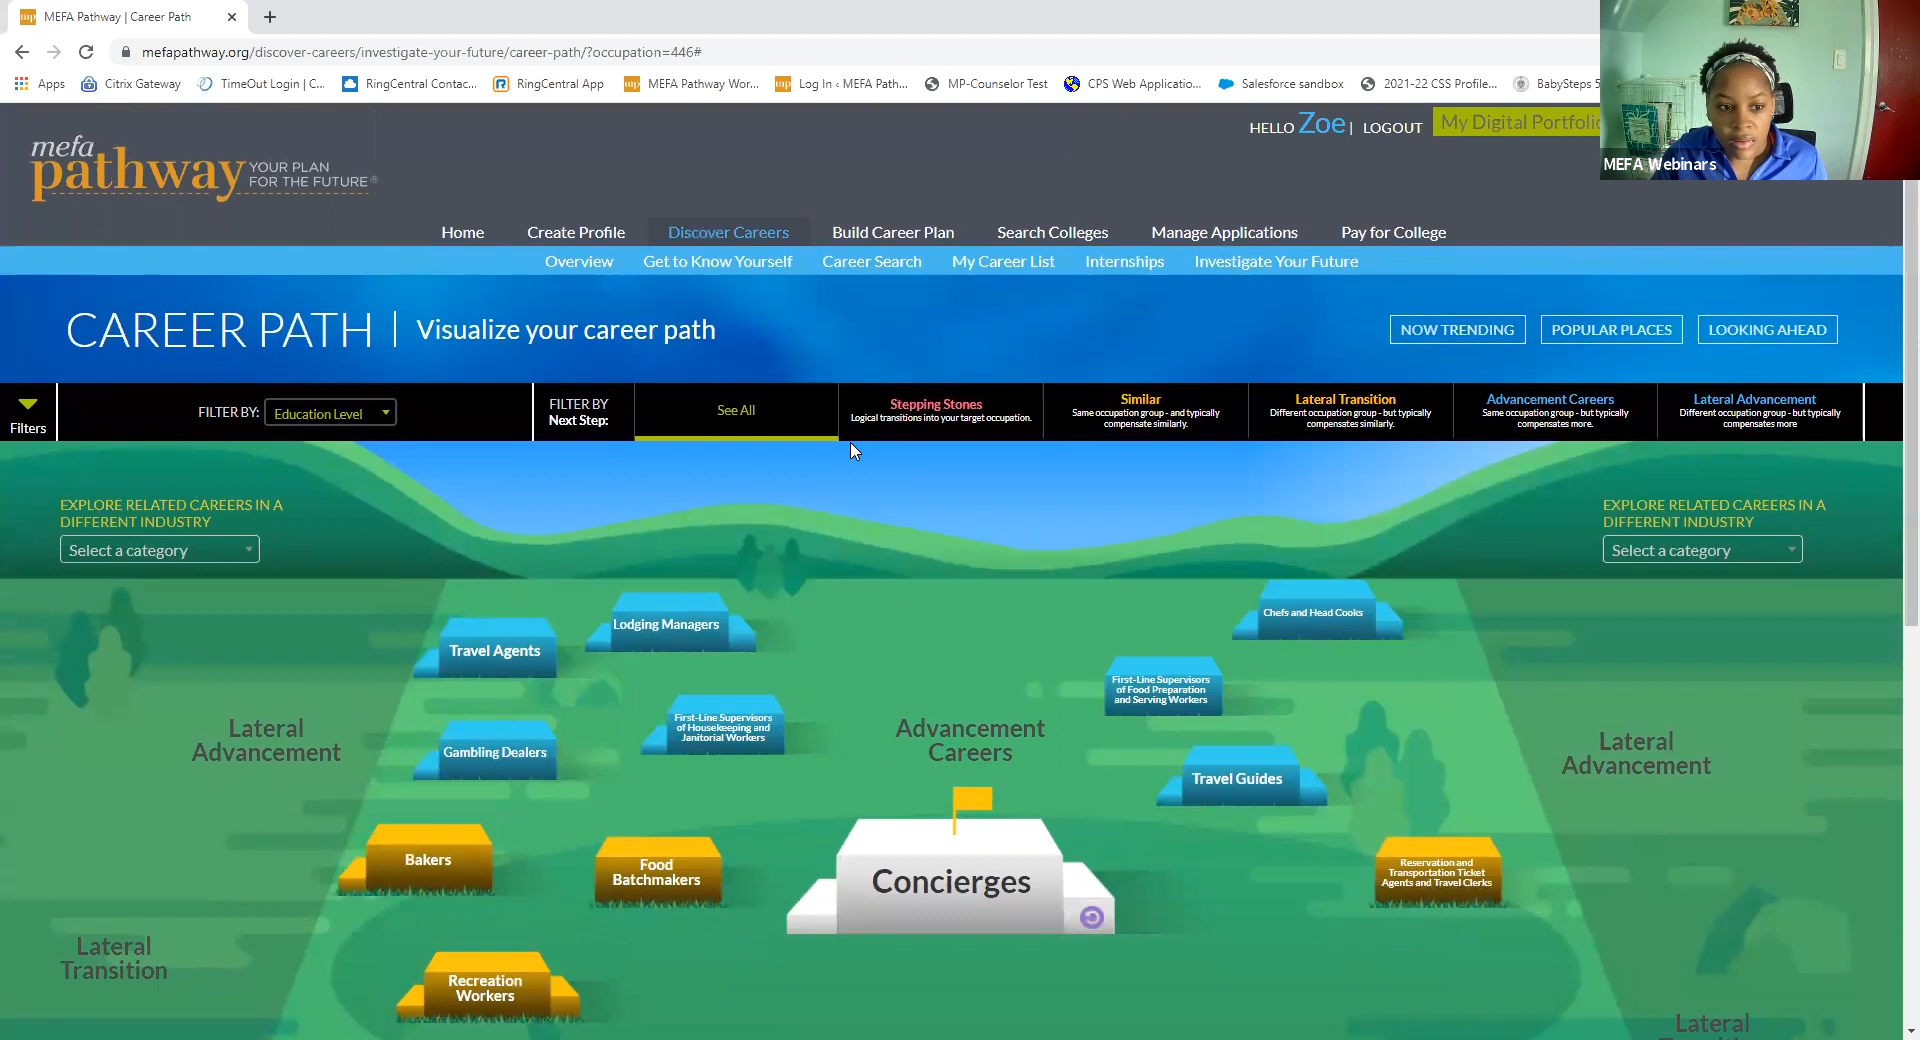 MEFA Pathway | Career Path
mefapathway.org/discover-careers/investigate-your-future/career-path/?occupation=446#
Apps
Citrix Gateway
TimeOut Login | C...
RingCentral Contac...
RingCentral App
MEFA Pathway Wor...
Log In ‹ MEFA Path...
MP-Counselor Test
CPS Web Applicatio...
Salesforce sandbox
2021-22 CSS Profile...
BabySteps 5
MEFA Webinars
HELLO Zoe | LOGOUT
My Digital Portfolio
mefa
pathway
YOUR PLAN
FOR THE FUTURE®
Home
Create Profile
Discover Careers
Build Career Plan
Search Colleges
Manage Applications
Pay for College
Overview
Get to Know Yourself
Career Search
My Career List
Internships
Investigate Your Future
CAREER PATH | Visualize your career path
NOW TRENDING
POPULAR PLACES
LOOKING AHEAD
Filters
FILTER BY: Education Level
FILTER BY
Next Step:
See All
Stepping Stones
Logical transitions into your target occupation.
Similar
Same occupation group - and typically
compensate similarly.
Lateral Transition
Different occupation group - but typically
compensates similarly.
Advancement Careers
Same occupation group - but typically
compensates more.
Lateral Advancement
Different occupation group - but typically
compensates more
EXPLORE RELATED CAREERS IN A
DIFFERENT INDUSTRY
Select a category
EXPLORE RELATED CAREERS IN A
DIFFERENT INDUSTRY
Select a category
Chefs and Head Cooks
Lodging Managers
Travel Agents
First-Line Supervisors
of Food Preparation
and Serving Workers
First-Line Supervisors
of Housekeeping and
Janitorial Workers
Lateral
Advancement
Gambling Dealers
Advancement
Careers
Travel Guides
Lateral
Advancement
Bakers
Food
Batchmakers
Concierges
Reservation and
Transportation Ticket
Agents and Travel Clerks
Lateral
Transition
Recreation
Workers
Lateral